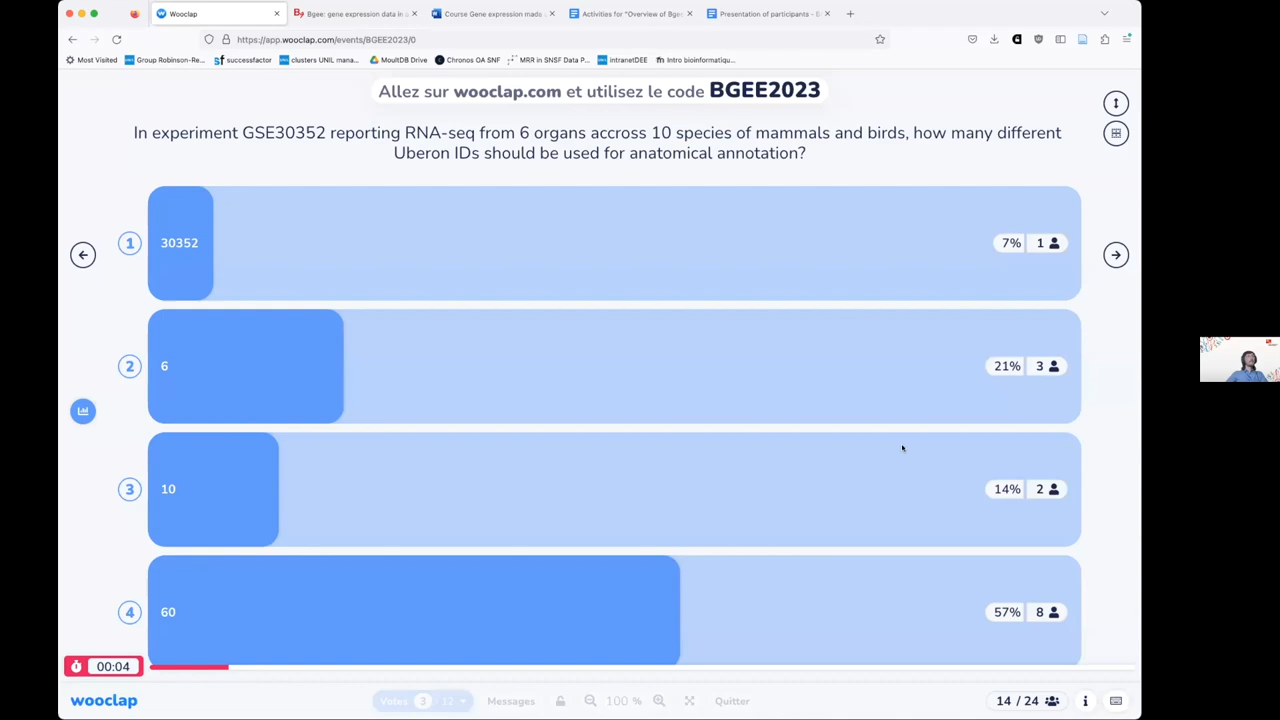 Wooclap
Bgee: gene expression data in a
Course Gene expression made
Activities for "Overview of Bgee
Presentation of participants - B
https://app.wooclap.com/events/BGEE2023/0
Most Visited
Group Robinson-Re...
successfactor
clusters UNIL mana...
MoultDB Drive
Chronos OA SNF
MRR in SNSF Data P...
intranetDEE
Intro bioinformatiqu...
Allez sur wooclap.com et utilisez le code BGEE2023
In experiment GSE30352 reporting RNA-seq from 6 organs accross 10 species of mammals and birds, how many different
Uberon IDs should be used for anatomical annotation?
1 30352 7% 1
2 6 21% 3
3 10 14% 2
4 60 57% 8
00:04
wooclap
Votes 3 / 12
Messages
100 %
Quitter
14 / 24